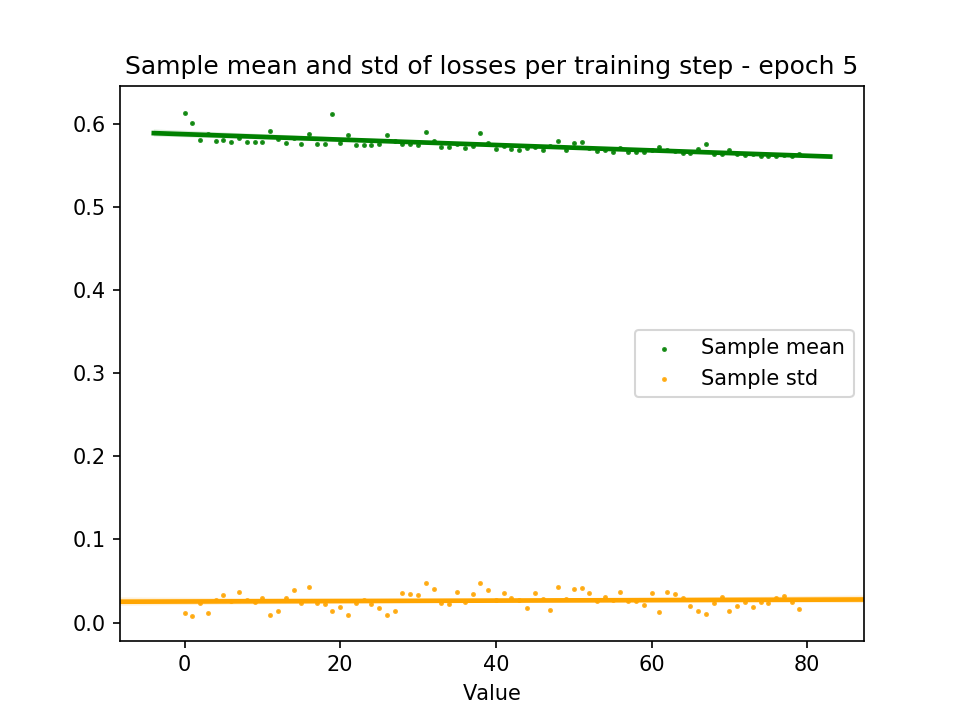 Sample mean and std of losses per training step - epoch 5
0.6
0.5
0.4
0.3
0.2
0.1
0.0
Sample mean
Sample std
0 20 40 60 80
Value